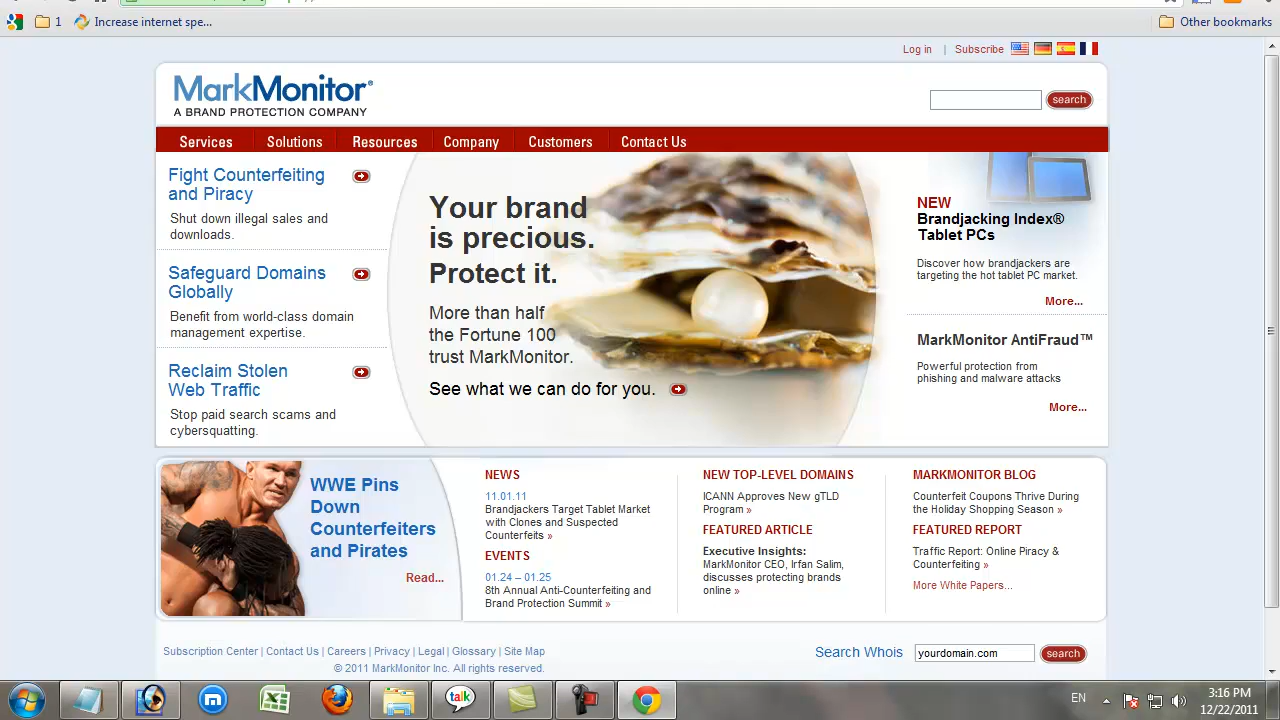 1
Increase internet spe...
Other bookmarks
Log in | Subscribe
MarkMonitor®
A BRAND PROTECTION COMPANY
search
Services
Solutions
Resources
Company
Customers
Contact Us
Fight Counterfeiting
and Piracy
Shut down illegal sales and
downloads.
Safeguard Domains
Globally
Benefit from world-class domain
management expertise.
Reclaim Stolen
Web Traffic
Stop paid search scams and
cybersquatting.
Your brand
is precious.
Protect it.
More than half
the Fortune 100
trust MarkMonitor.
See what we can do for you.
NEW
Brandjacking Index®
Tablet PCs
Discover how brandjackers are
targeting the hot tablet PC market.
More...
MarkMonitor AntiFraud™
Powerful protection from
phishing and malware attacks
More...
WWE Pins
Down
Counterfeiters
and Pirates
Read...
NEWS
11.01.11
Brandjackers Target Tablet Market
with Clones and Suspected
Counterfeits »
EVENTS
01.24 – 01.25
8th Annual Anti-Counterfeiting and
Brand Protection Summit »
NEW TOP-LEVEL DOMAINS
ICANN Approves New gTLD
Program »
FEATURED ARTICLE
Executive Insights:
MarkMonitor CEO, Irfan Salim,
discusses protecting brands
online »
MARKMONITOR BLOG
Counterfeit Coupons Thrive During
the Holiday Shopping Season »
FEATURED REPORT
Traffic Report: Online Piracy &
Counterfeiting »
More White Papers...
Subscription Center | Contact Us | Careers | Privacy | Legal | Glossary | Site Map
© 2011 MarkMonitor Inc. All rights reserved.
Search Whois
yourdomain.com
search
talk
EN
3:16 PM
12/22/2011